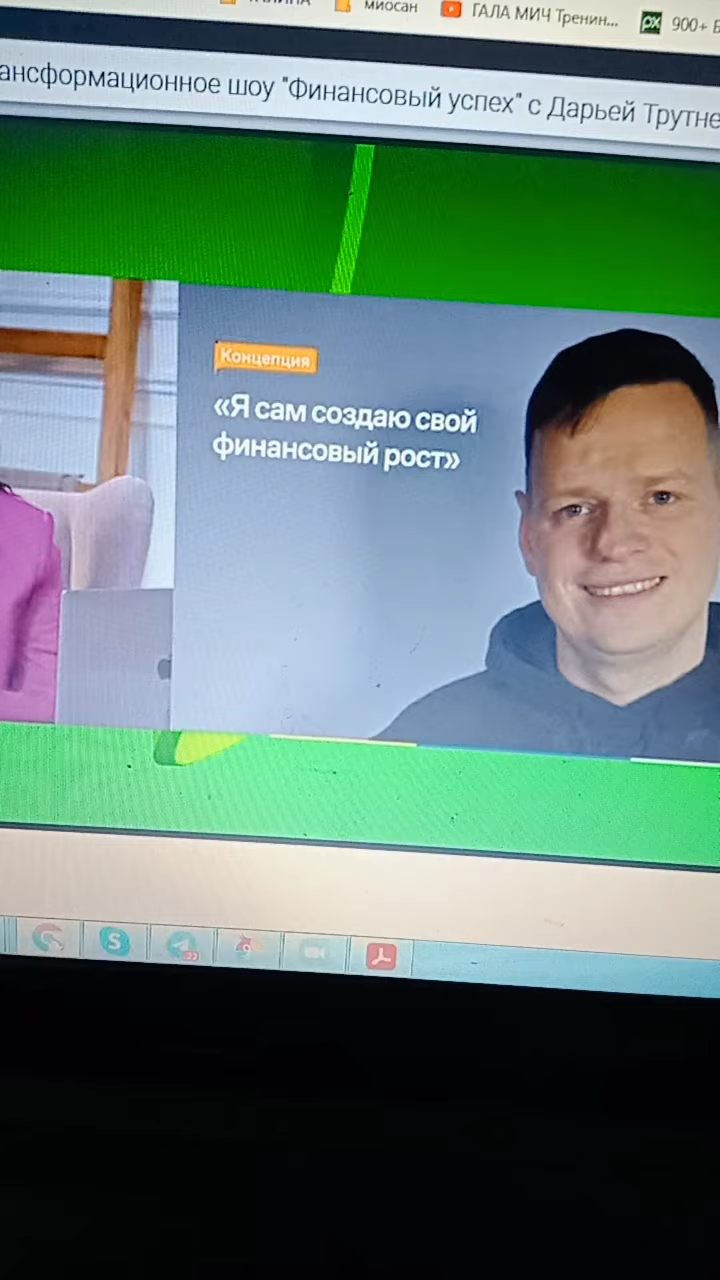 миосан
ГАЛА МИЧ Тренин...
900+ Б
ансформационное шоу "Финансовый успех" с Дарьей Трутне
Концепция
«Я сам создаю свой
финансовый рост»